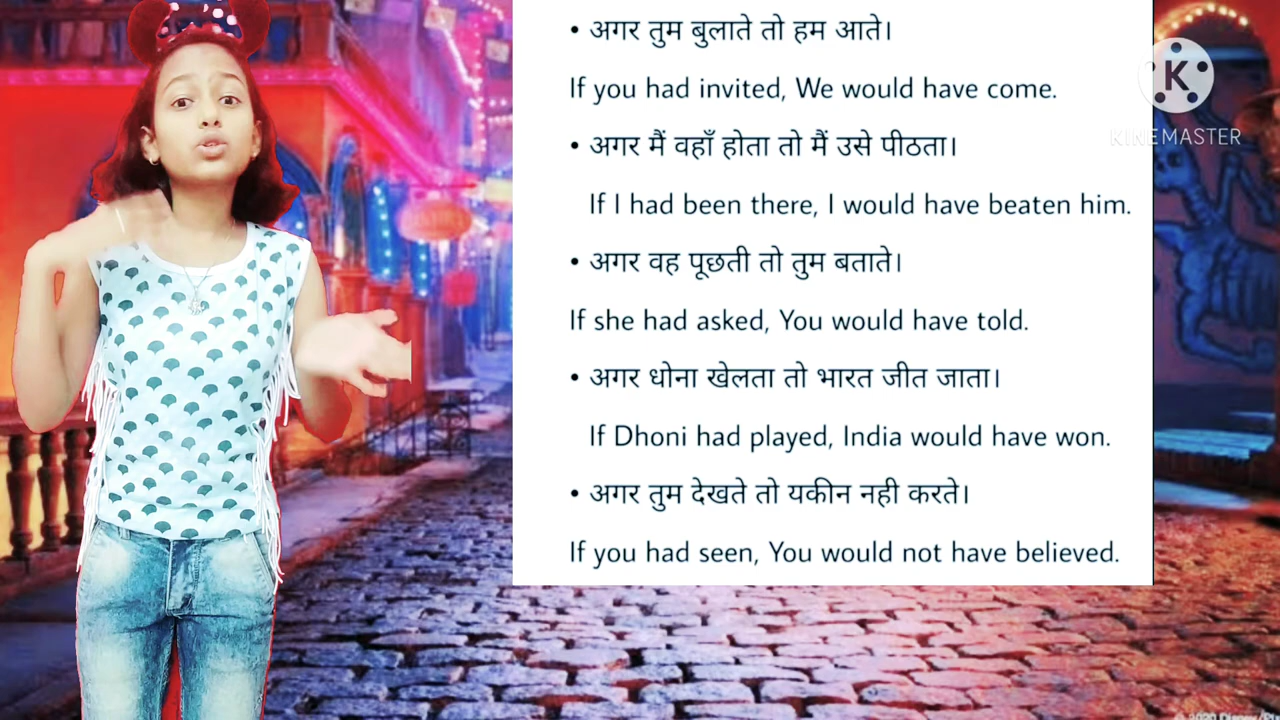 • अगर तुम बुलाते तो हम आते।
If you had invited, We would have come.
• अगर मैं वहाँ होता तो मैं उसे पीठता।
If I had been there, I would have beaten him.
• अगर वह पूछती तो तुम बताते।
If she had asked, You would have told.
• अगर धोना खेलता तो भारत जीत जाता।
If Dhoni had played, India would have won.
• अगर तुम देखते तो यकीन नही करते।
If you had seen, You would not have believed.
K
KINEMASTER